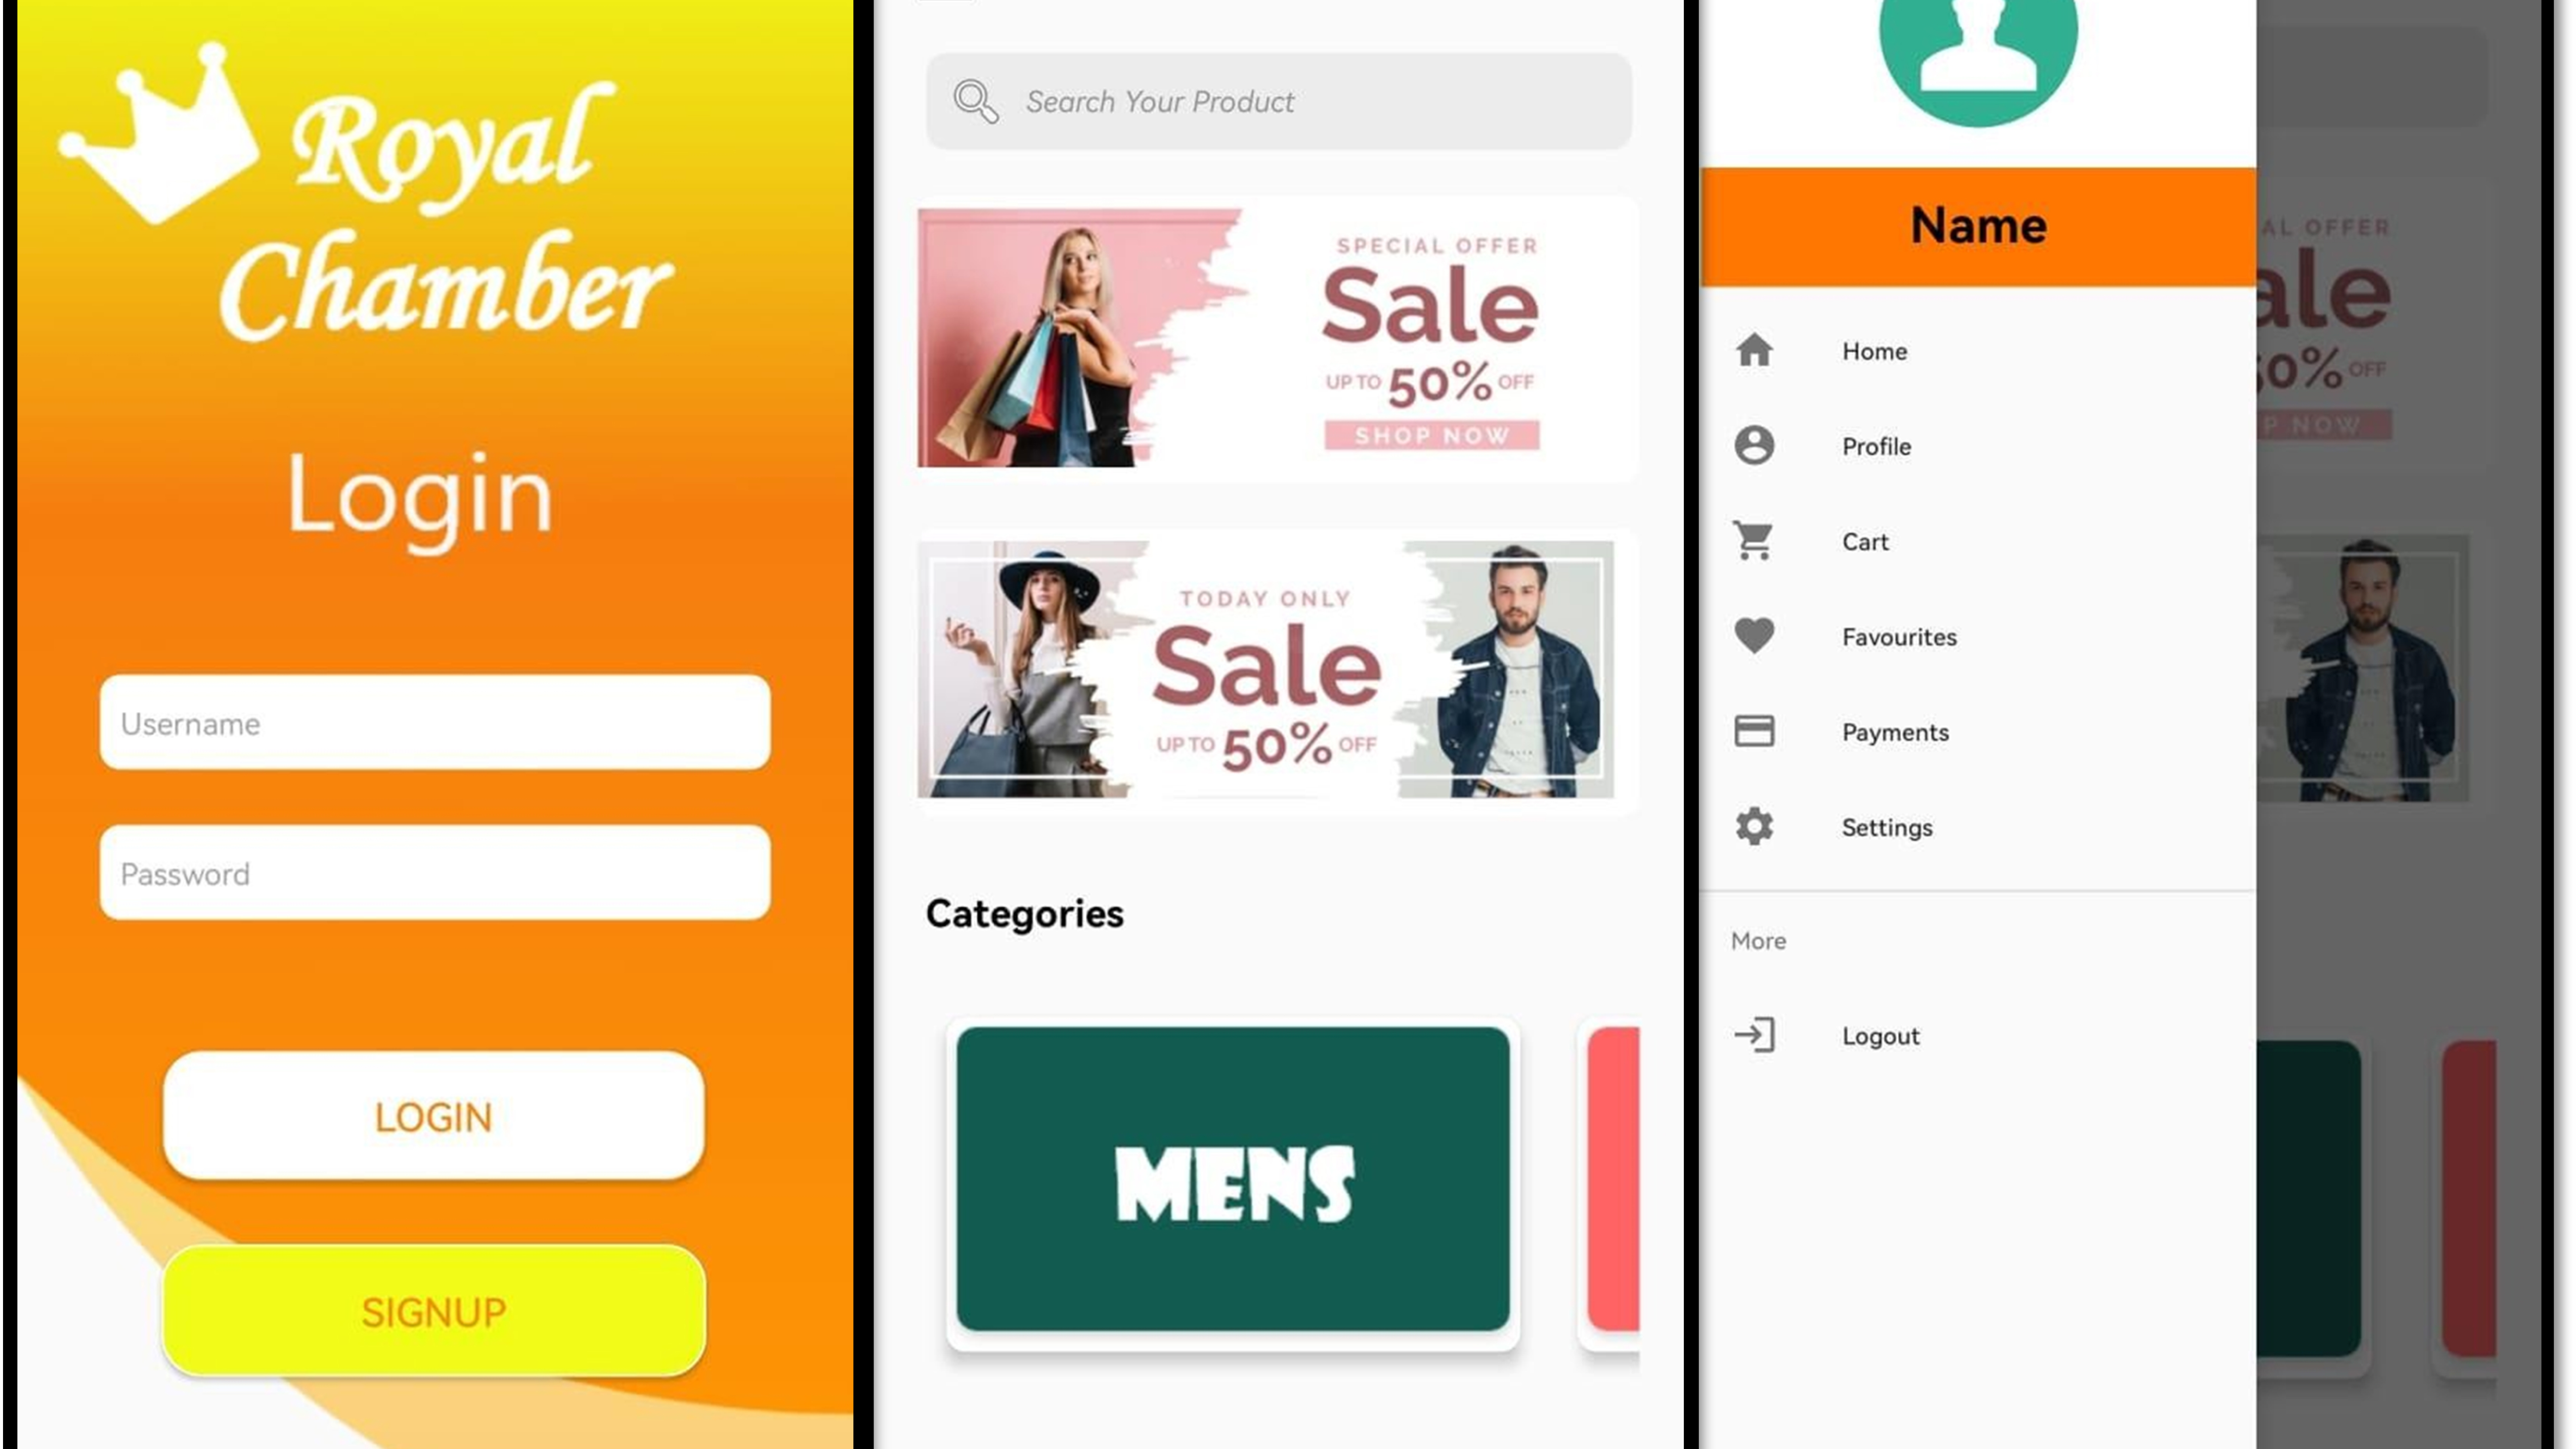 Royal
Chamber
Login
Username
Password
LOGIN
SIGNUP
Search Your Product
SPECIAL OFFER
Sale
UP TO 50% OFF
SHOP NOW
TODAY ONLY
Sale
UP TO 50% OFF
Categories
MENS
Name
Home
Profile
Cart
Favourites
Payments
Settings
More
Logout
AL OFFER
ale
50% OFF
P NOW